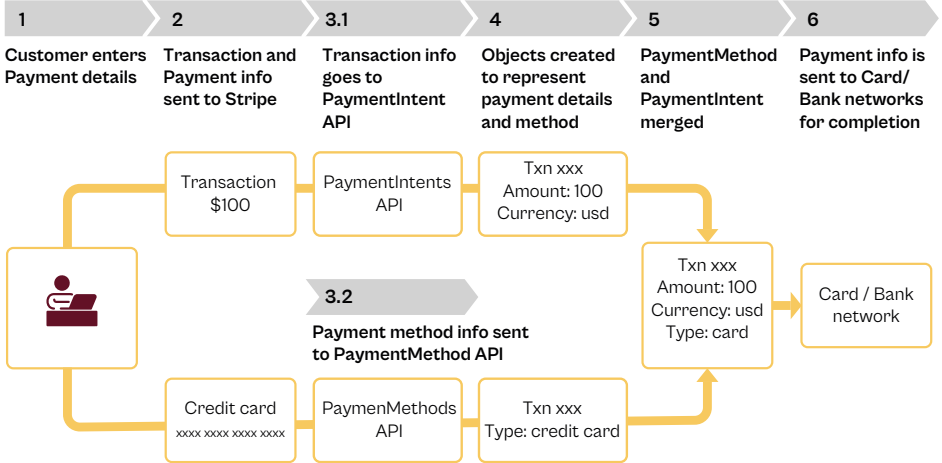 1
Customer enters
Payment details
2
Transaction and
Payment info
sent to Stripe
3.1
Transaction info
goes to
PaymentIntent
API
4
Objects created
to represent
payment details
and method
5
PaymentMethod
and
PaymentIntent
merged
6
Payment info is
sent to Card/
Bank networks
for completion
Transaction
$100
PaymentIntents
API
Txn xxx
Amount: 100
Currency: usd
3.2
Payment method info sent
to PaymentMethod API
Txn xxx
Amount: 100
Currency: usd
Type: card
Card / Bank
network
Credit card
xxxx xxxx xxxx xxxx
PaymenMethods
API
Txn xxx
Type: credit card